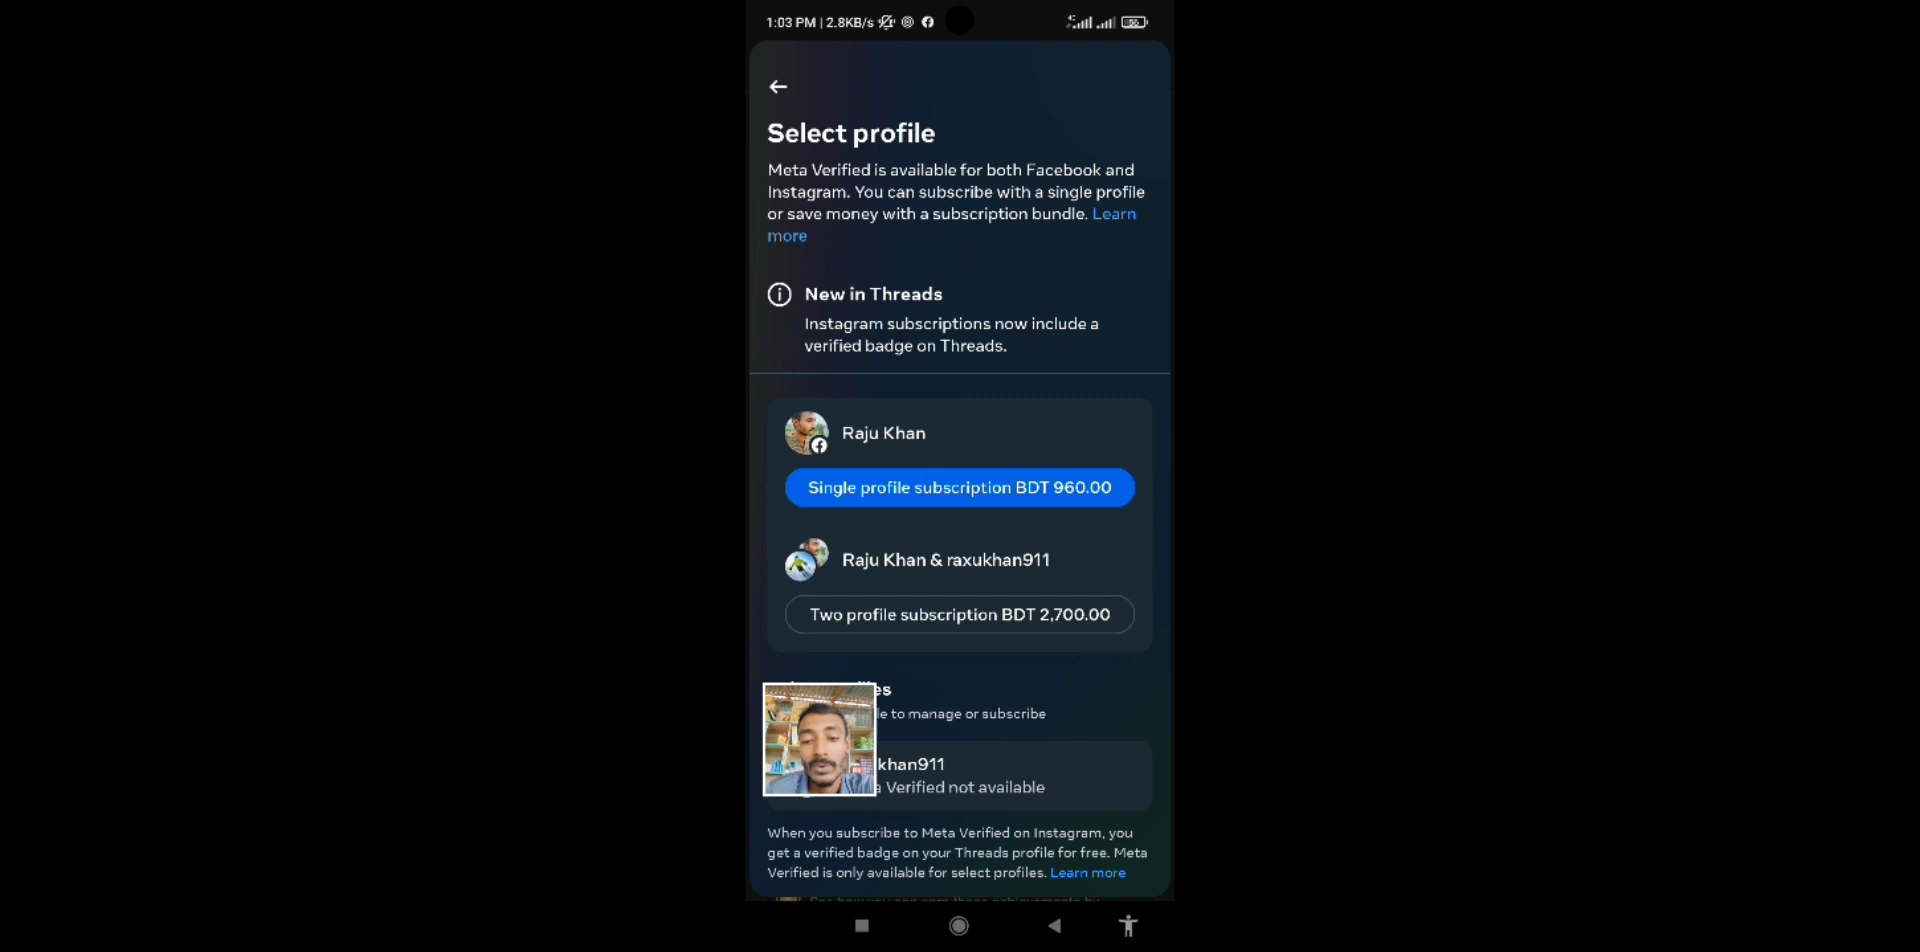 1:03 PM | 2.8KB/s
Select profile
Meta Verified is available for both Facebook and
Instagram. You can subscribe with a single profile
or save money with a subscription bundle. Learn
more
New in Threads
Instagram subscriptions now include a
verified badge on Threads.
Raju Khan
Single profile subscription BDT 960.00
Raju Khan & raxukhan911
Two profile subscription BDT 2,700.00
to manage or subscribe
khan911
Verified not available
When you subscribe to Meta Verified on Instagram, you
get a verified badge on your Threads profile for free. Meta
Verified is only available for select profiles. Learn more